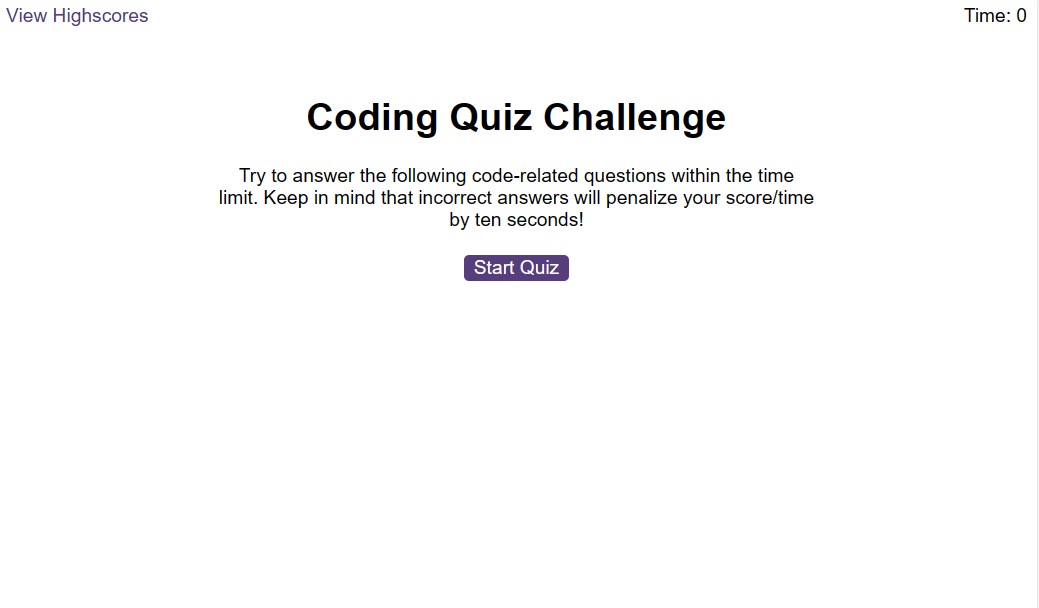 View Highscores
Time: 0
Coding Quiz Challenge
Try to answer the following code-related questions within the time
limit. Keep in mind that incorrect answers will penalize your score/time
by ten seconds!
Start Quiz